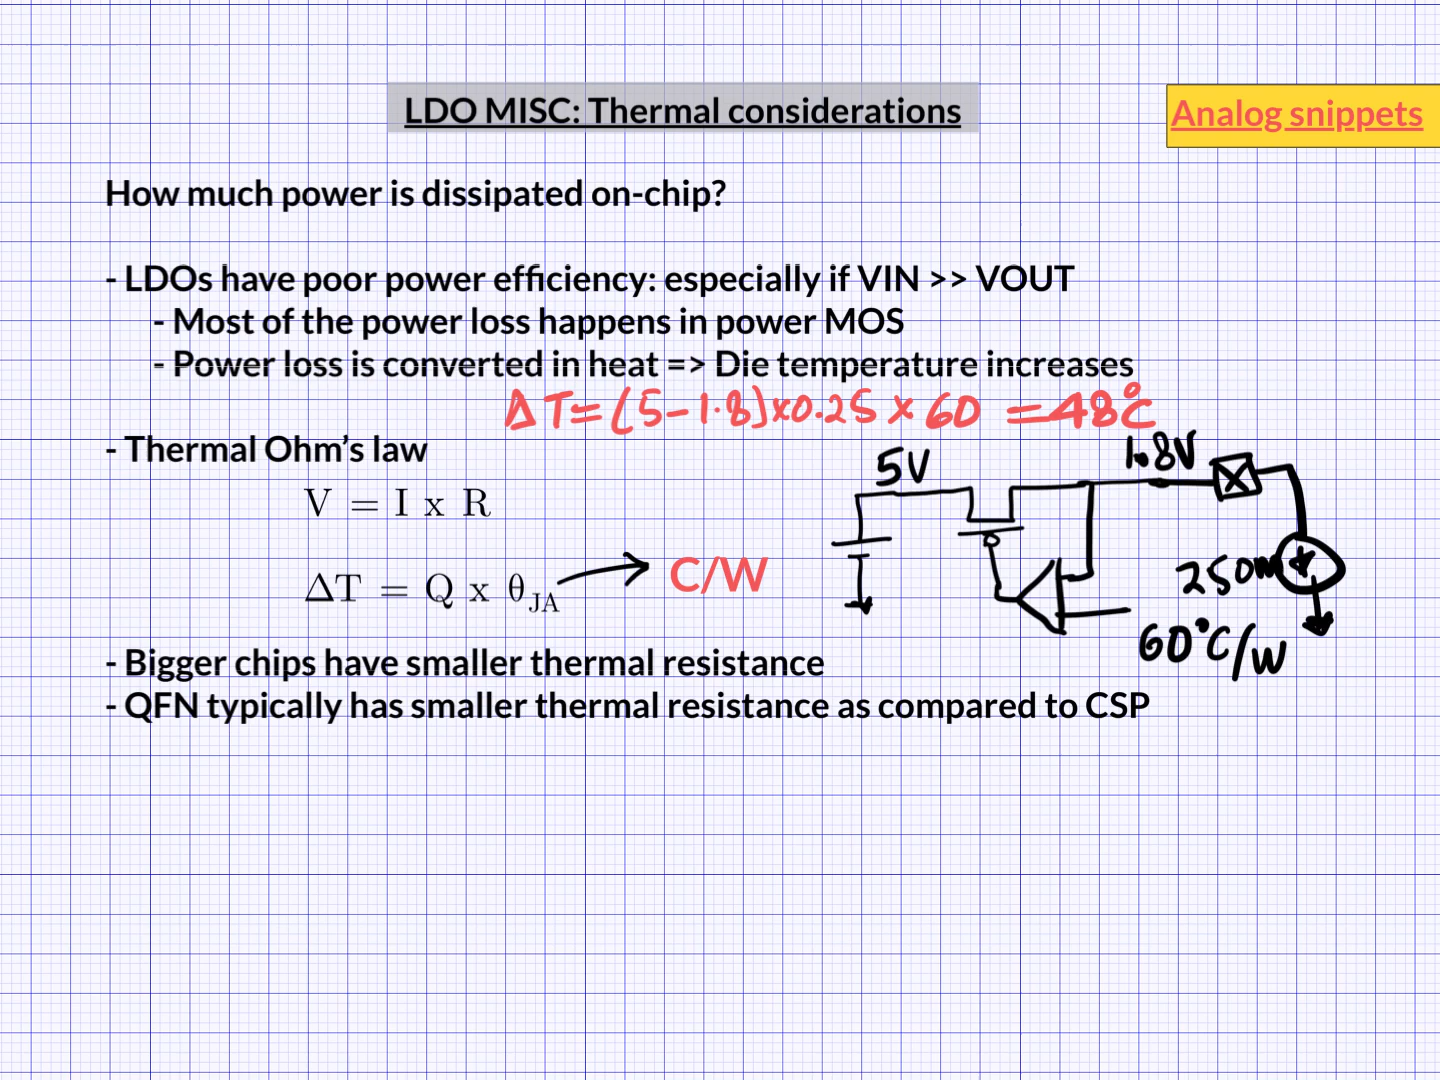 LDO MISC: Thermal considerations
Analog snippets
How much power is dissipated on-chip?
- LDOs have poor power efficiency: especially if VIN >> VOUT
- Most of the power loss happens in power MOS
- Power loss is converted in heat => Die temperature increases
ΔT=(5-1.8)x0.25 x 60 =48°C
- Thermal Ohm's law
5V
1.8V
V = I x R
ΔT = Q x θJA
C/W
250m
60°C/W
- Bigger chips have smaller thermal resistance
- QFN typically has smaller thermal resistance as compared to CSP